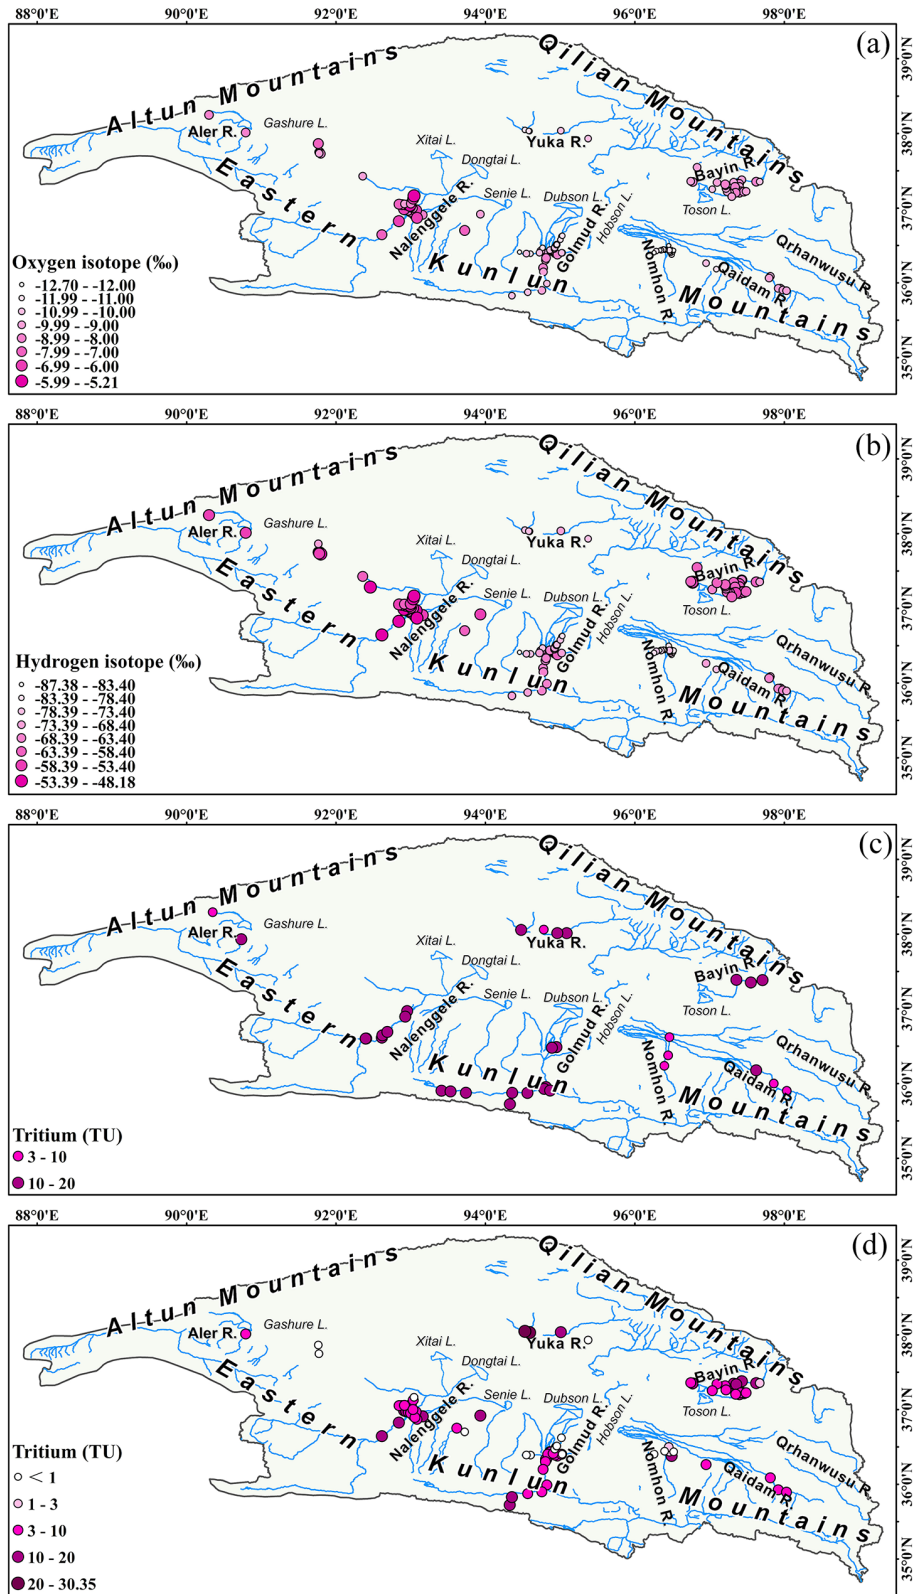 88°0'E 90°0'E 92°0'E 94°0'E 96°0'E 98°0'E
(a)
Altun Mountains
Qilian Mountains
Eastern Kunlun Mountains
Aler R.
Gashure L.
Xitai L.
Dongtai L.
Yuka R.
Bayin R.
Toson L.
Senie L.
Dubson L.
Hobson L.
Nalenggele R.
Golmud R.
Nomhon R.
Qaidam R.
Qrhanwusu R.
39°0'N
38°0'N
37°0'N
36°0'N
35°0'N
Oxygen isotope (‰)
-12.70 - -12.00
-11.99 - -11.00
-10.99 - -10.00
-9.99 - -9.00
-8.99 - -8.00
-7.99 - -7.00
-6.99 - -6.00
-5.99 - -5.21
88°0'E 90°0'E 92°0'E 94°0'E 96°0'E 98°0'E
(b)
Altun Mountains
Qilian Mountains
Eastern Kunlun Mountains
Aler R.
Gashure L.
Xitai L.
Dongtai L.
Yuka R.
Bayin R.
Toson L.
Senie L.
Dubson L.
Hobson L.
Nalenggele R.
Golmud R.
Nomhon R.
Qaidam R.
Qrhanwusu R.
39°0'N
38°0'N
37°0'N
36°0'N
35°0'N
Hydrogen isotope (‰)
-87.38 - -83.40
-83.39 - -78.40
-78.39 - -73.40
-73.39 - -68.40
-68.39 - -63.40
-63.39 - -58.40
-58.39 - -53.40
-53.39 - -48.18
88°0'E 90°0'E 92°0'E 94°0'E 96°0'E 98°0'E
(c)
Altun Mountains
Qilian Mountains
Eastern Kunlun Mountains
Aler R.
Gashure L.
Xitai L.
Dongtai L.
Yuka R.
Bayin R.
Toson L.
Senie L.
Dubson L.
Hobson L.
Nalenggele R.
Golmud R.
Nomhon R.
Qaidam R.
Qrhanwusu R.
39°0'N
38°0'N
37°0'N
36°0'N
35°0'N
Tritium (TU)
3 - 10
10 - 20
88°0'E 90°0'E 92°0'E 94°0'E 96°0'E 98°0'E
(d)
Altun Mountains
Qilian Mountains
Eastern Kunlun Mountains
Aler R.
Gashure L.
Xitai L.
Dongtai L.
Yuka R.
Bayin R.
Toson L.
Senie L.
Dubson L.
Hobson L.
Nalenggele R.
Golmud R.
Nomhon R.
Qaidam R.
Qrhanwusu R.
39°0'N
38°0'N
37°0'N
36°0'N
35°0'N
Tritium (TU)
< 1
1 - 3
3 - 10
10 - 20
20 - 30.35